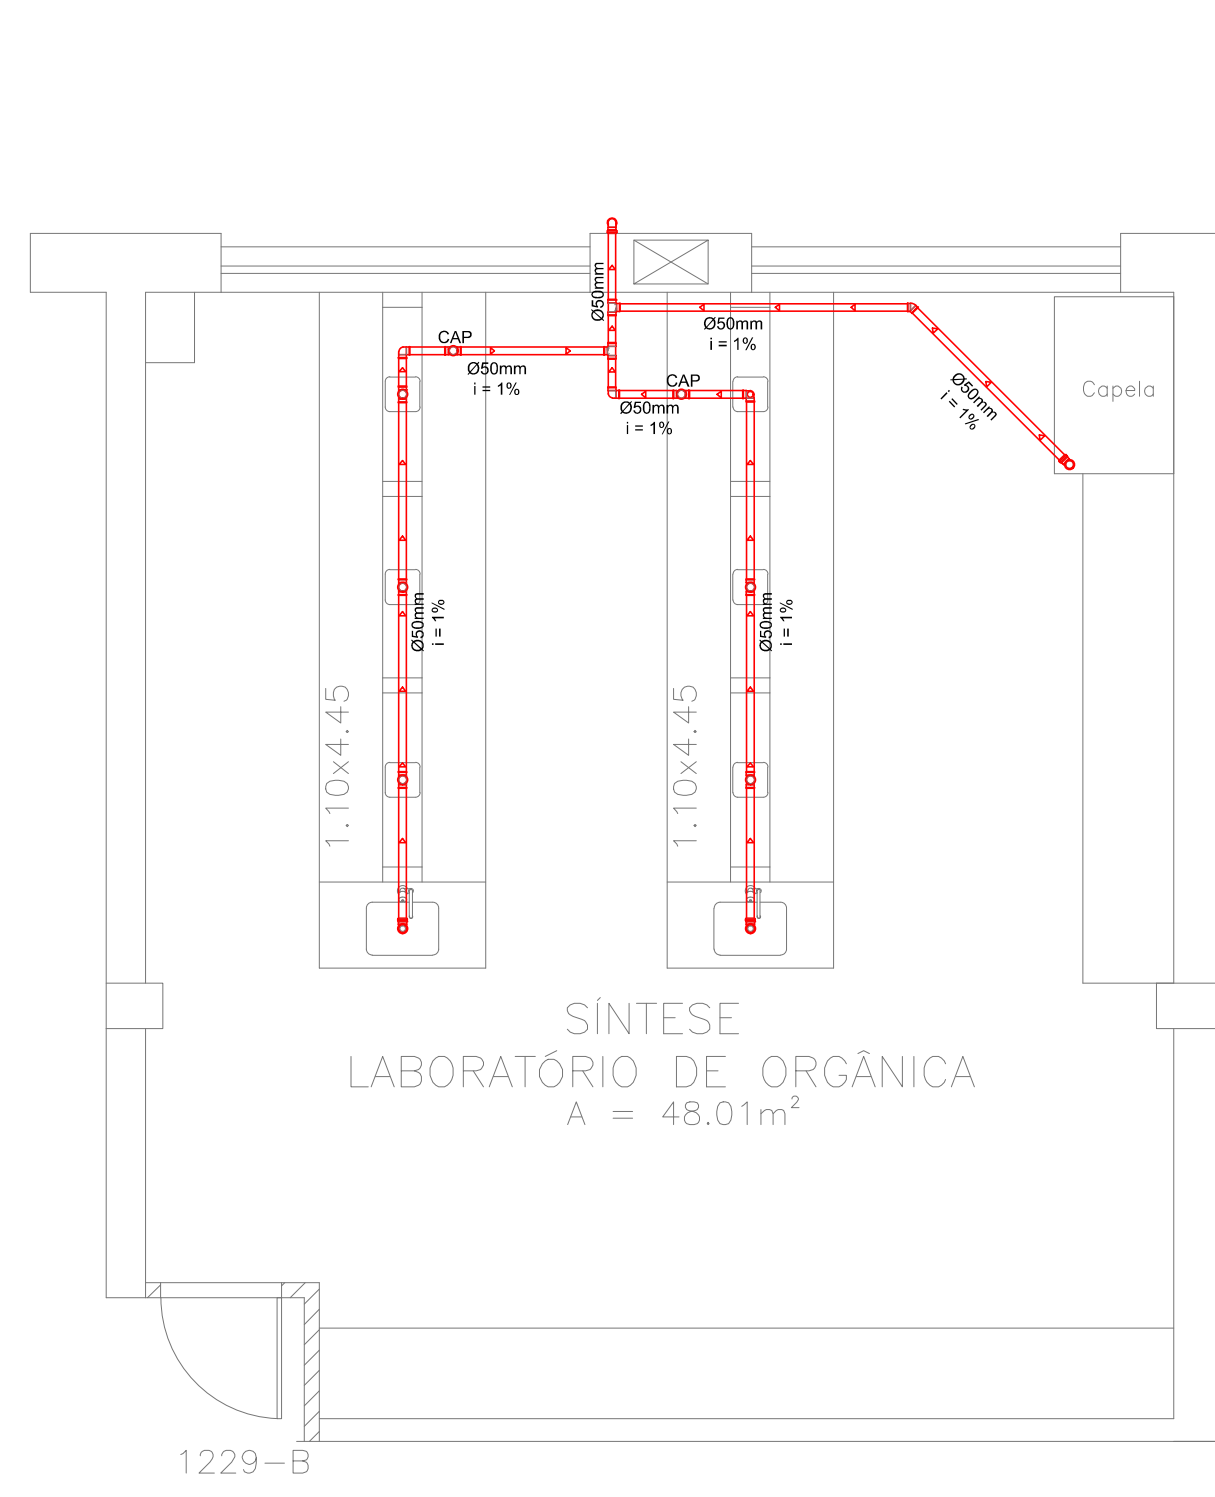 Ø50mm
CAP
Ø50mm
i = 1%
Ø50mm
i = 1%
CAP
Ø50mm
i = 1%
Ø50mm
i = 1%
Capela
Ø50mm
i = 1%
Ø50mm
i = 1%
1.10x4.45
1.10x4.45
SÍNTESE
LABORATÓRIO DE ORGÂNICA
A = 48.01m²
1229-B